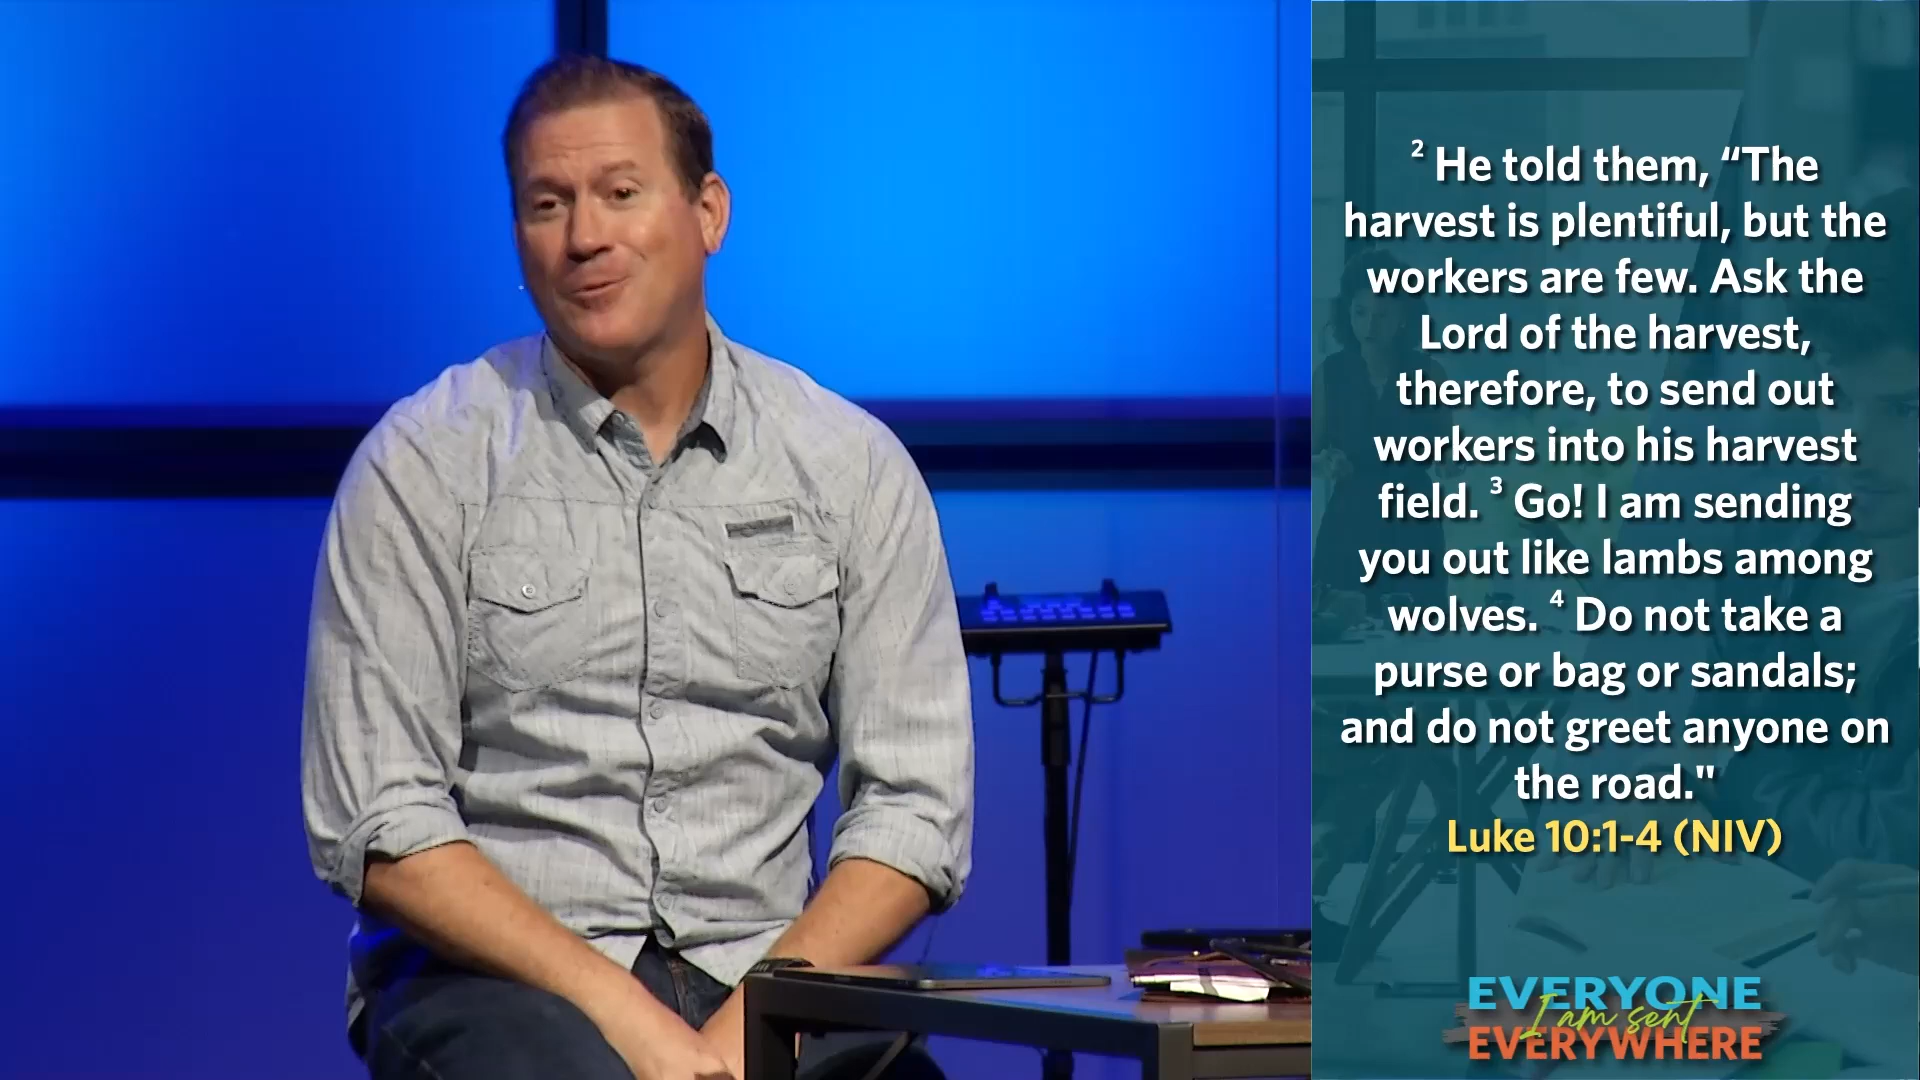 ² He told them, “The
harvest is plentiful, but the
workers are few. Ask the
Lord of the harvest,
therefore, to send out
workers into his harvest
field. ³ Go! I am sending
you out like lambs among
wolves. ⁴ Do not take a
purse or bag or sandals;
and do not greet anyone on
the road."
Luke 10:1-4 (NIV)
EVERYONE
I am sent
EVERYWHERE